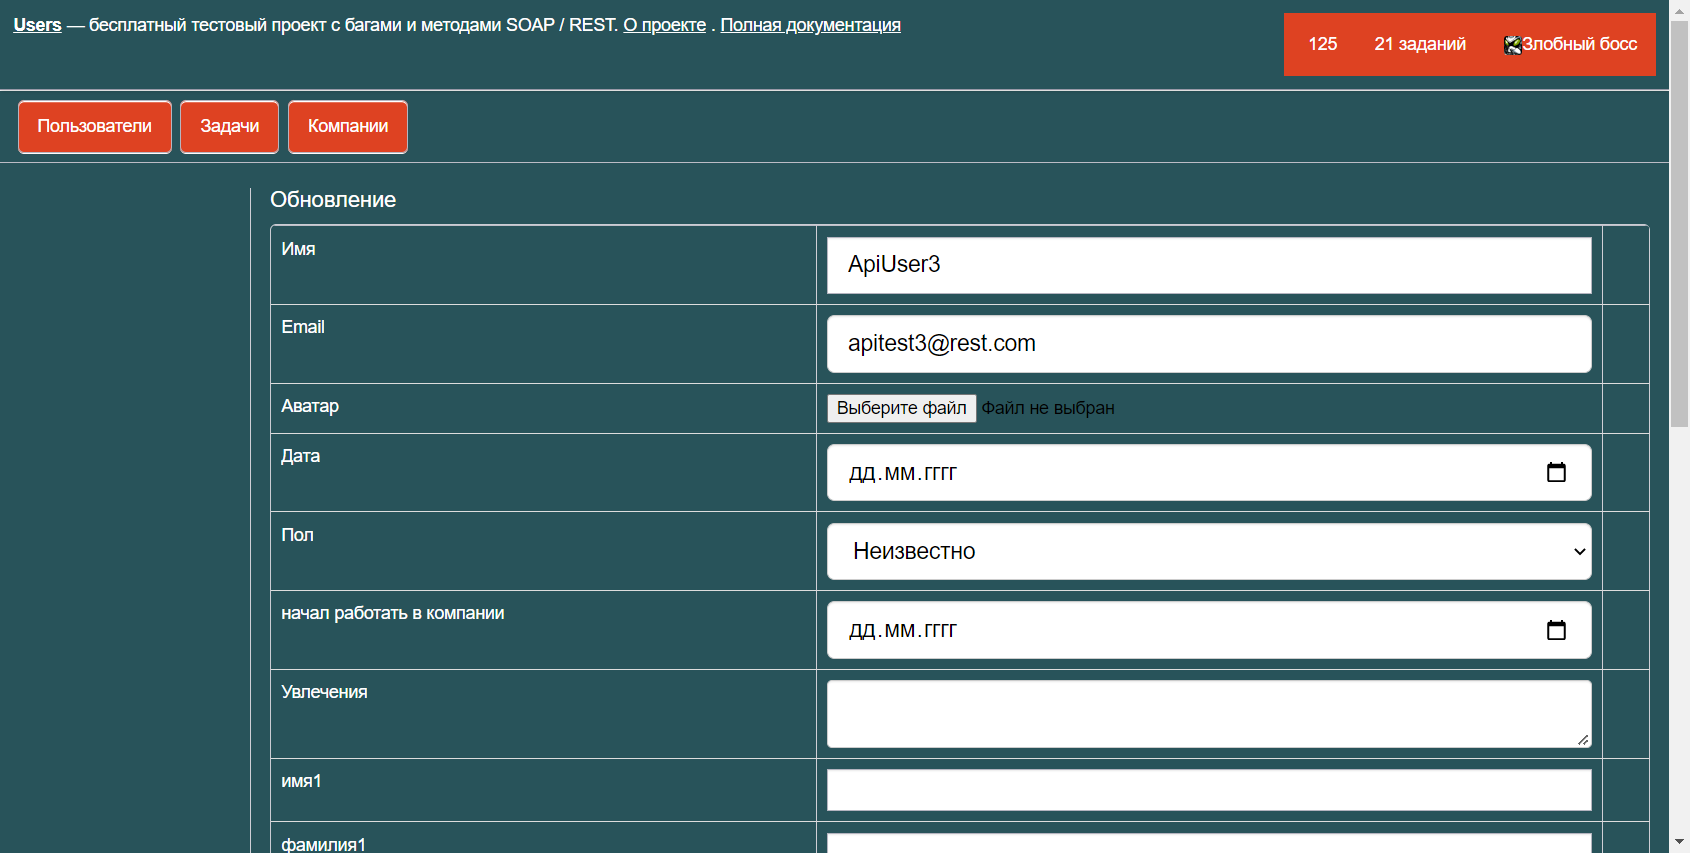 Users — бесплатный тестовый проект с багами и методами SOAP / REST. О проекте . Полная документация
125 21 заданий Злобный босс
Пользователи Задачи Компании
Обновление
Имя ApiUser3
Email apitest3@rest.com
Аватар Выберите файл Файл не выбран
Дата дд.мм.гггг
Пол Неизвестно
начал работать в компании дд.мм.гггг
Увлечения
имя1
фамилия1